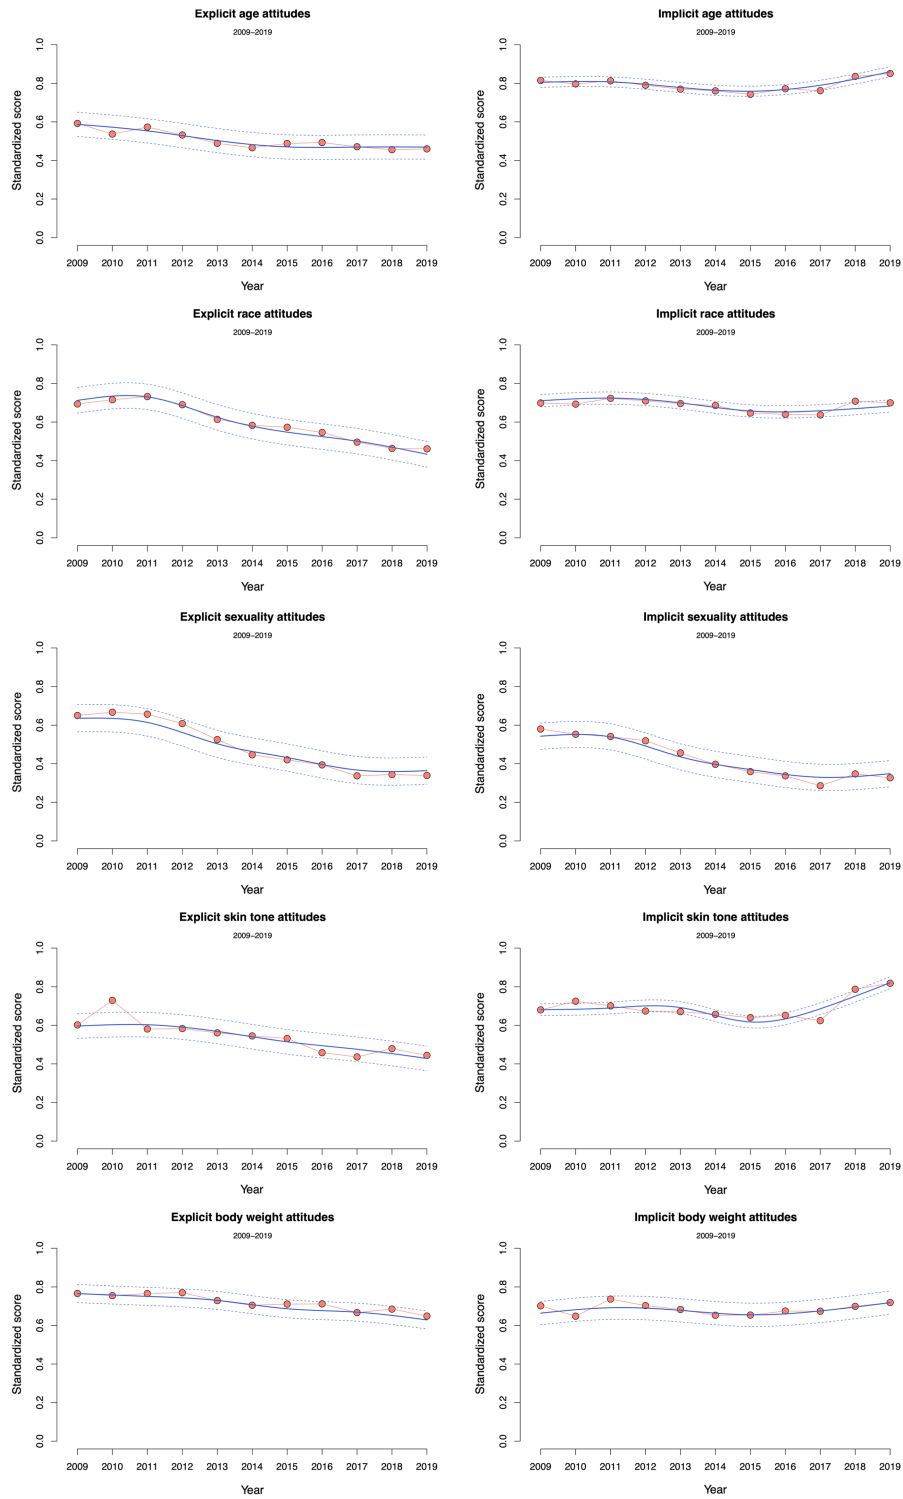 Explicit age attitudes
2009–2019
Standardized score
0.0 0.2 0.4 0.6 0.8 1.0
2009 2010 2011 2012 2013 2014 2015 2016 2017 2018 2019
Year
Implicit age attitudes
2009–2019
Standardized score
0.0 0.2 0.4 0.6 0.8 1.0
2009 2010 2011 2012 2013 2014 2015 2016 2017 2018 2019
Year
Explicit race attitudes
2009–2019
Standardized score
0.0 0.2 0.4 0.6 0.8 1.0
2009 2010 2011 2012 2013 2014 2015 2016 2017 2018 2019
Year
Implicit race attitudes
2009–2019
Standardized score
0.0 0.2 0.4 0.6 0.8 1.0
2009 2010 2011 2012 2013 2014 2015 2016 2017 2018 2019
Year
Explicit sexuality attitudes
2009–2019
Standardized score
0.0 0.2 0.4 0.6 0.8 1.0
2009 2010 2011 2012 2013 2014 2015 2016 2017 2018 2019
Year
Implicit sexuality attitudes
2009–2019
Standardized score
0.0 0.2 0.4 0.6 0.8 1.0
2009 2010 2011 2012 2013 2014 2015 2016 2017 2018 2019
Year
Explicit skin tone attitudes
2009–2019
Standardized score
0.0 0.2 0.4 0.6 0.8 1.0
2009 2010 2011 2012 2013 2014 2015 2016 2017 2018 2019
Year
Implicit skin tone attitudes
2009–2019
Standardized score
0.0 0.2 0.4 0.6 0.8 1.0
2009 2010 2011 2012 2013 2014 2015 2016 2017 2018 2019
Year
Explicit body weight attitudes
2009–2019
Standardized score
0.0 0.2 0.4 0.6 0.8 1.0
2009 2010 2011 2012 2013 2014 2015 2016 2017 2018 2019
Year
Implicit body weight attitudes
2009–2019
Standardized score
0.0 0.2 0.4 0.6 0.8 1.0
2009 2010 2011 2012 2013 2014 2015 2016 2017 2018 2019
Year